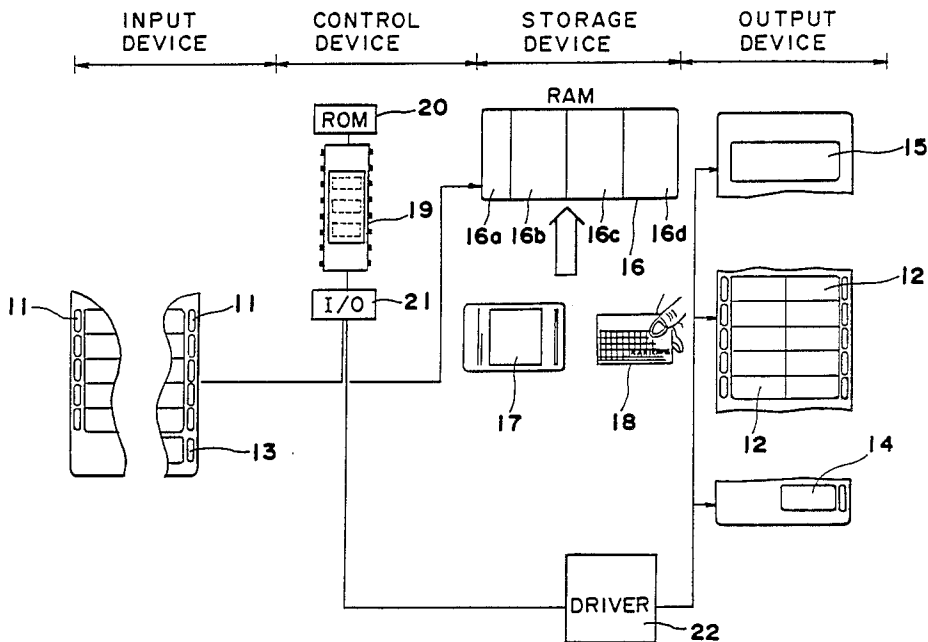 INPUT DEVICE
CONTROL DEVICE
STORAGE DEVICE
OUTPUT DEVICE
ROM
20
RAM
15
19
16a
16b
16c
16d
16
11
11
I/O
21
12
17
18
12
13
14
DRIVER
22